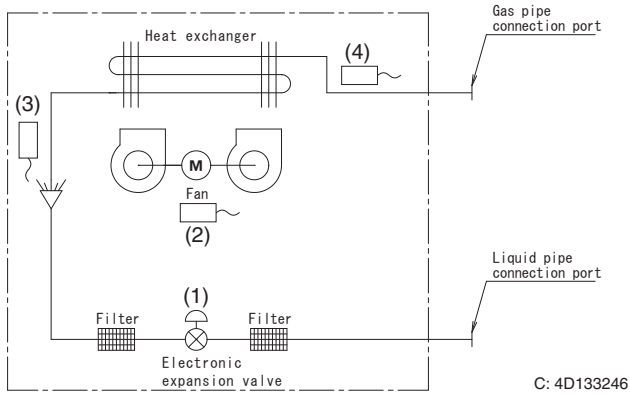 Gas pipe
connection port
Heat exchanger
(4)
(3)
M
Fan
(2)
Liquid pipe
connection port
(1)
Filter
Filter
Electronic
expansion valve
C: 4D133246